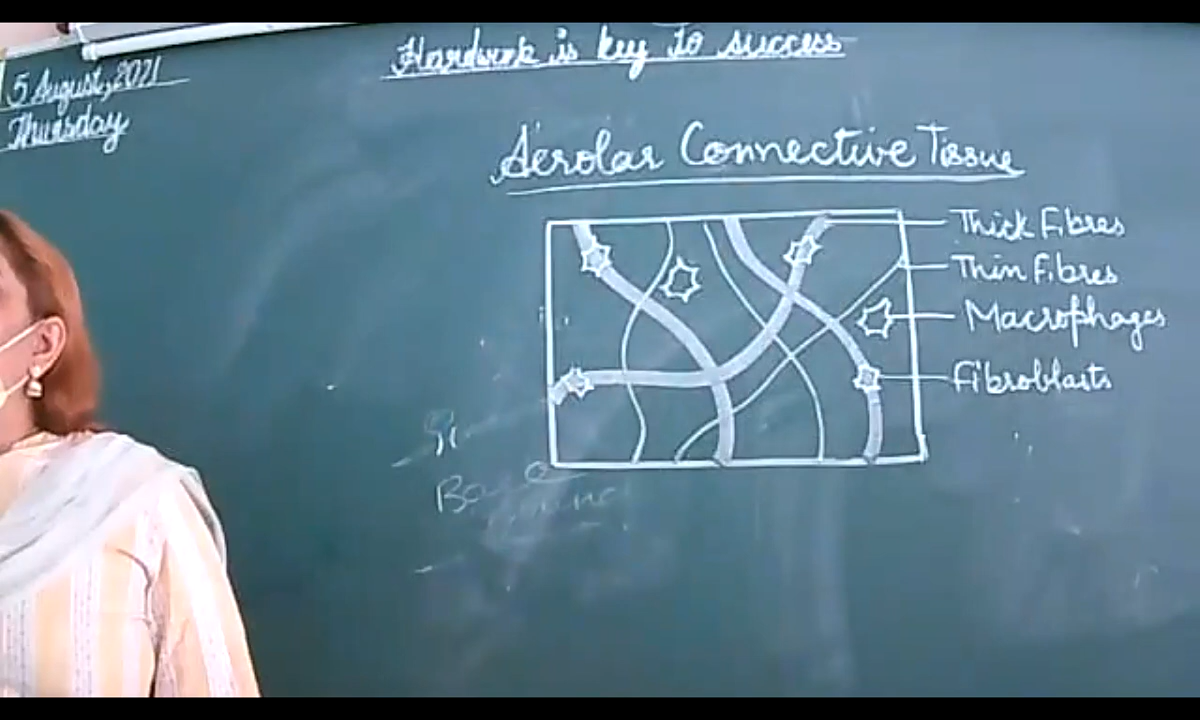 Hardwork is key to success
5 August, 2021
Thursday
Aerolar Connective Tissue
Thick Fibres
Thin Fibres
Macrophages
Fibroblasts